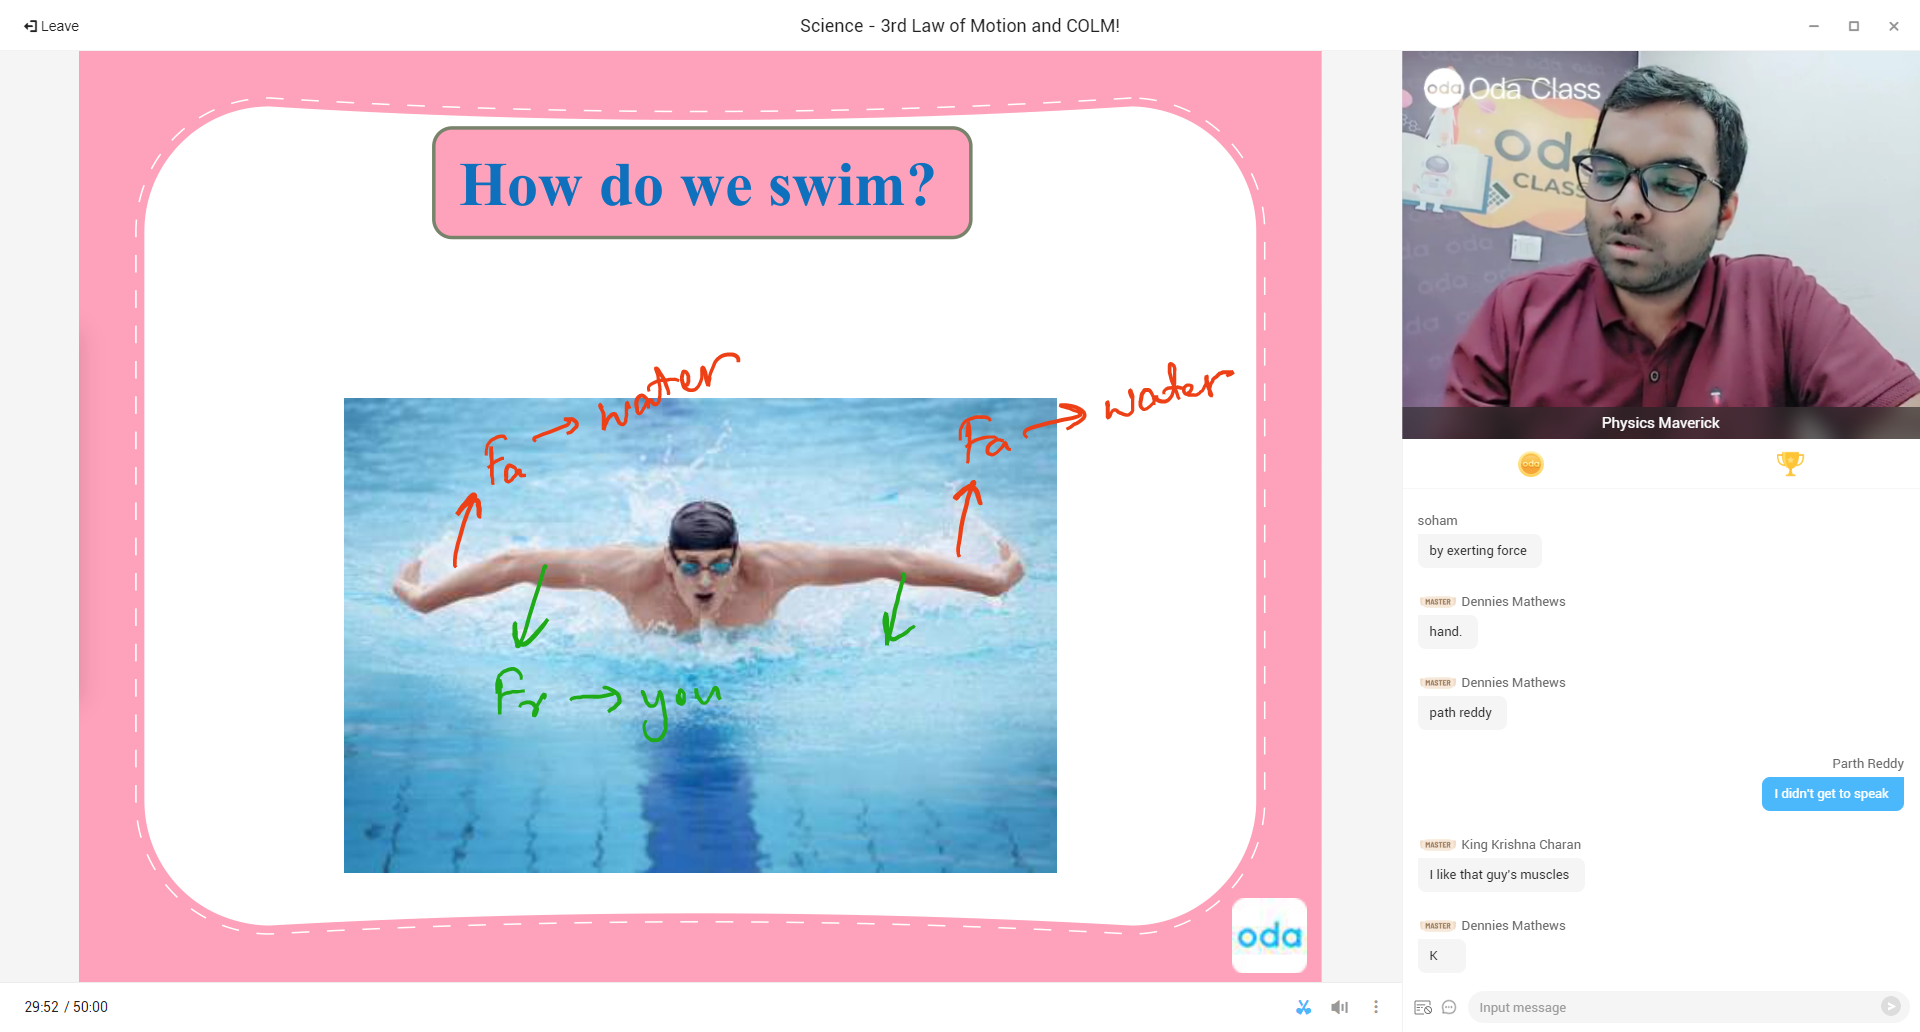 Leave
Science - 3rd Law of Motion and COLM!
How do we swim?
Fa → water
Fa → water
Fr → you
oda
29:52 / 50:00
oda Oda Class
oda
CLASS
Physics Maverick
oda
soham
by exerting force
MASTER Dennies Mathews
hand.
MASTER Dennies Mathews
path reddy
Parth Reddy
I didn't get to speak
MASTER King Krishna Charan
I like that guy's muscles
MASTER Dennies Mathews
K
Input message